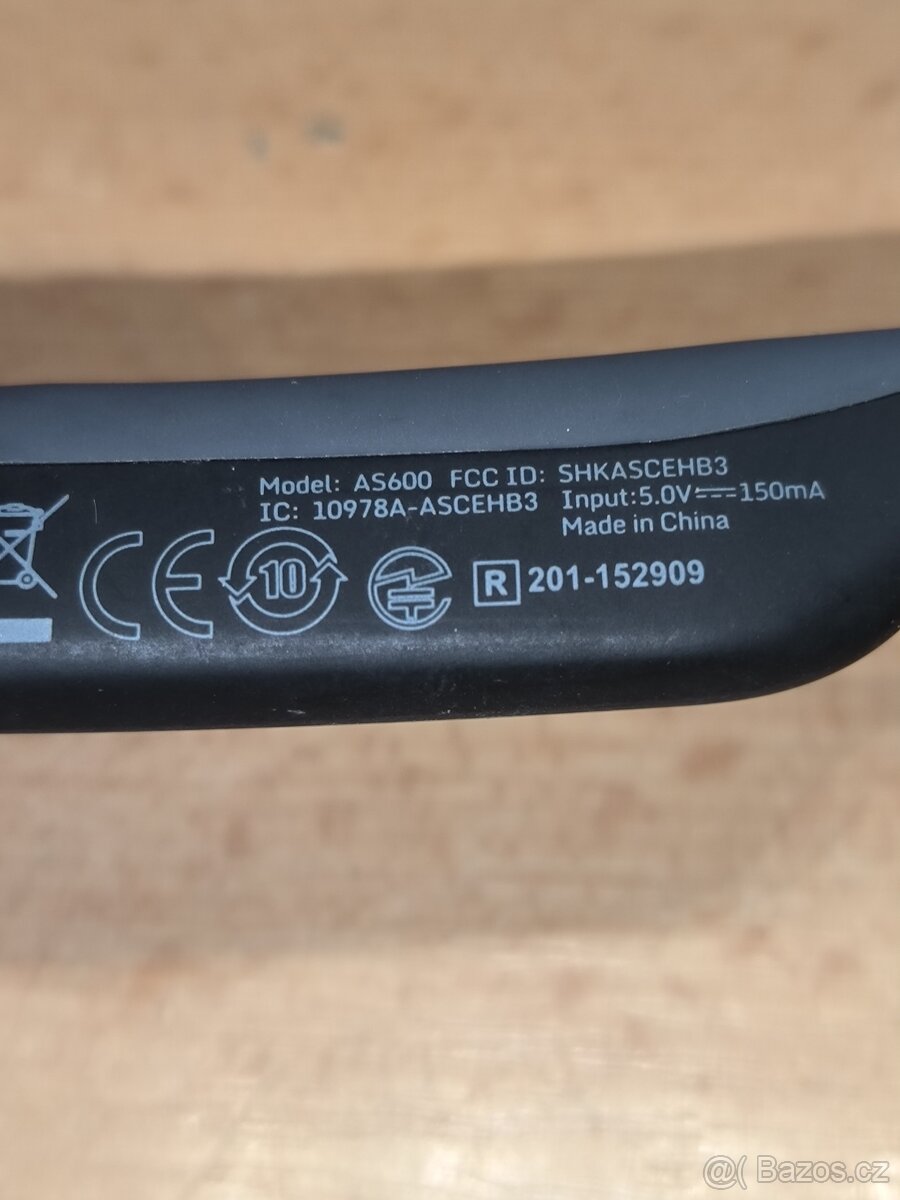 Model: AS600 FCC ID: SHKASCEHB3
IC: 10978A-ASCEHB3 Input:5.0V⎓150mA
Made in China
CE 10 R 201-152909
@( Bazos.cz